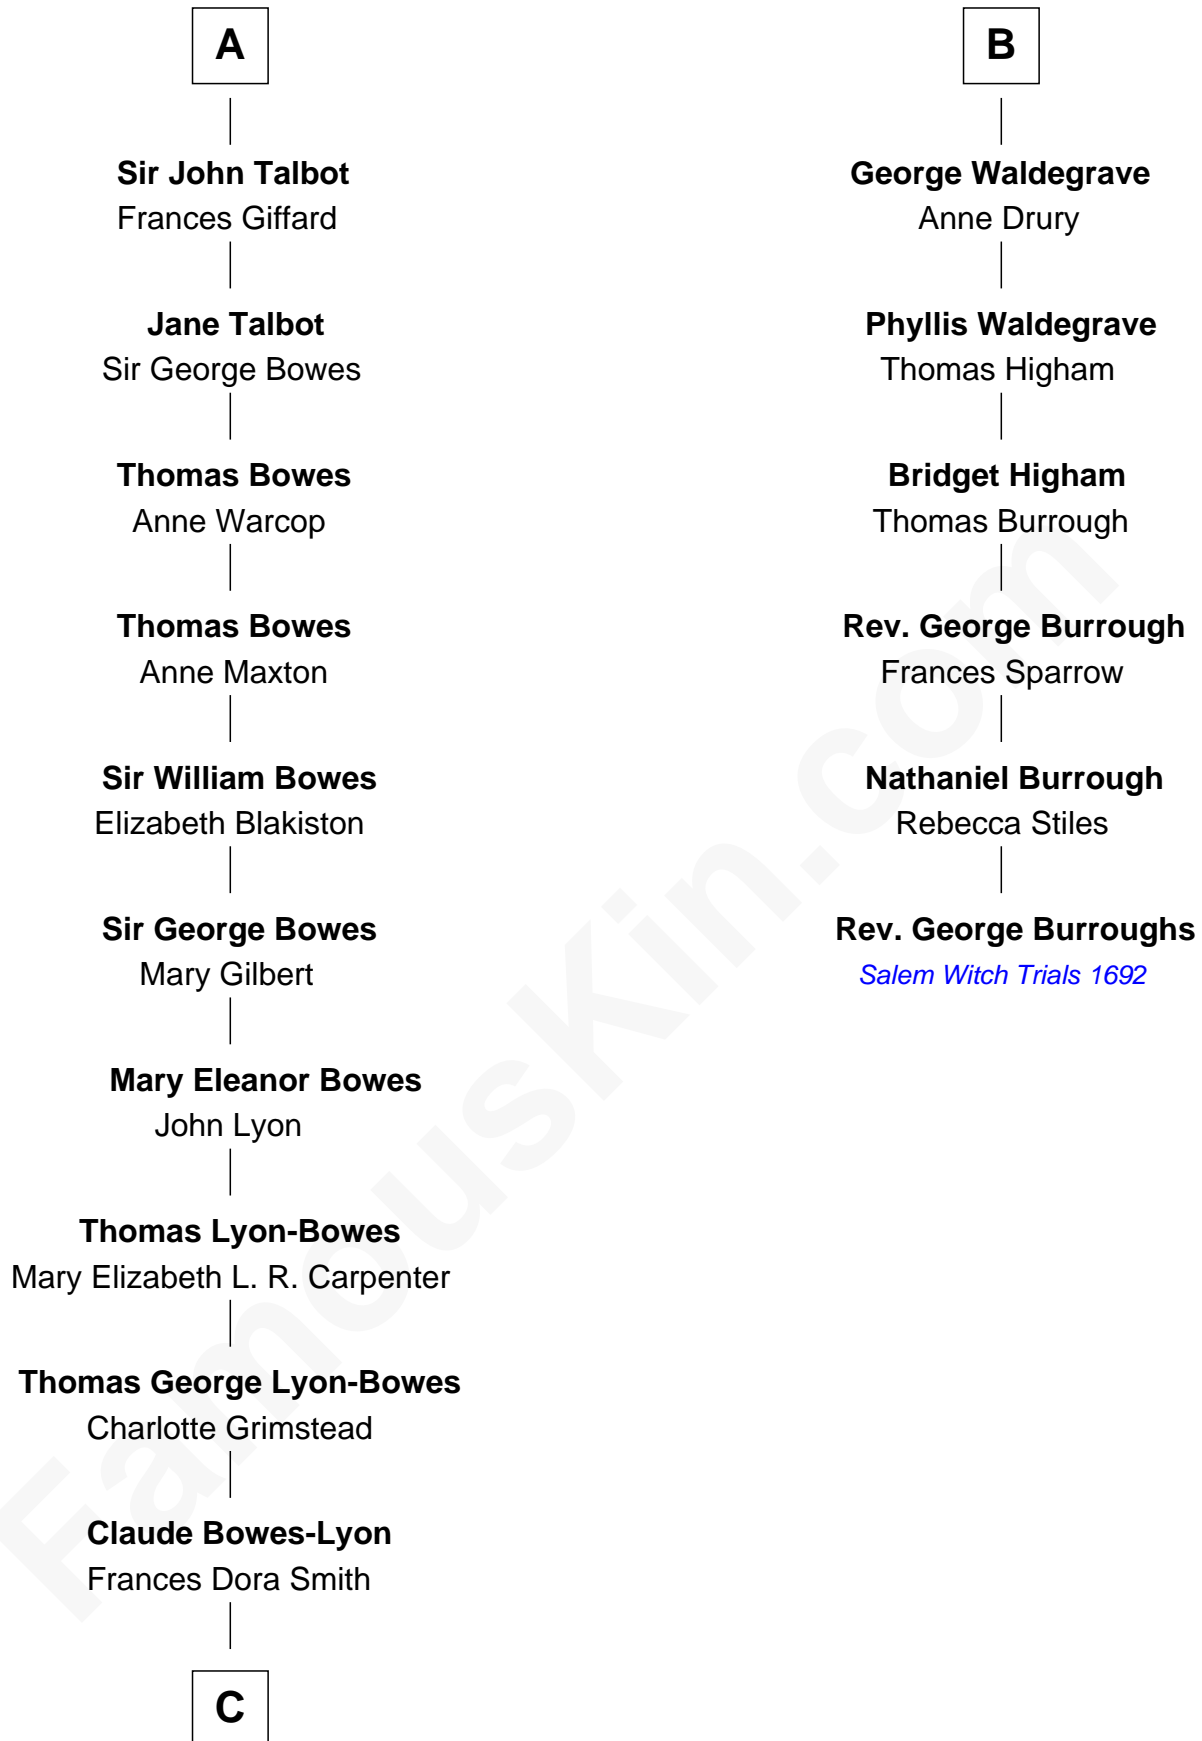 A
Sir John Talbot
Frances Giffard
Jane Talbot
Sir George Bowes
Thomas Bowes
Anne Warcop
Thomas Bowes
Anne Maxton
Sir William Bowes
Elizabeth Blakiston
Sir George Bowes
Mary Gilbert
Mary Eleanor Bowes
John Lyon
Thomas Lyon-Bowes
Mary Elizabeth L. R. Carpenter
Thomas George Lyon-Bowes
Charlotte Grimstead
Claude Bowes-Lyon
Frances Dora Smith
C
B
George Waldegrave
Anne Drury
Phyllis Waldegrave
Thomas Higham
Bridget Higham
Thomas Burrough
Rev. George Burrough
Frances Sparrow
Nathaniel Burrough
Rebecca Stiles
Rev. George Burroughs
Salem Witch Trials 1692
FamousKin.com